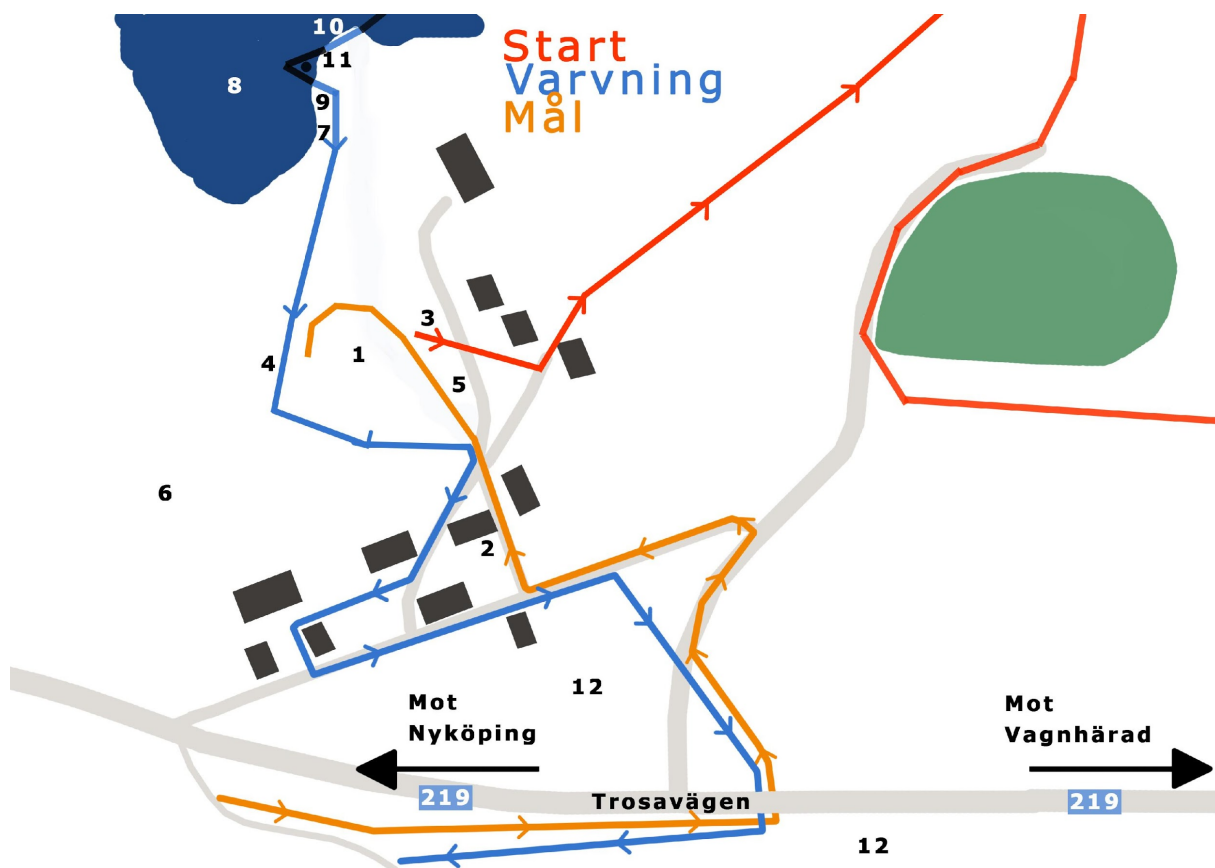 10
Start
11
Varvning
8
9
Mål
7
3
1
4
5
6
2
12
Mot
Nyköping
Mot
Vagnhärad
219
Trosavägen
219
12